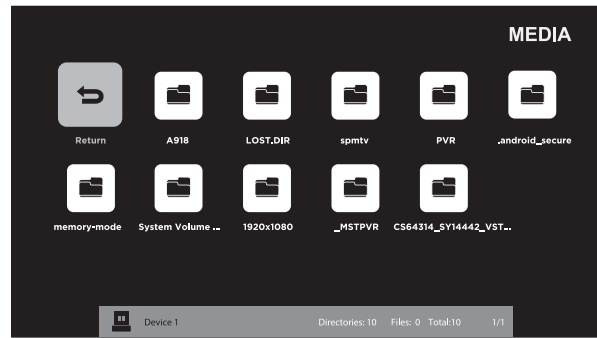 MEDIA
Return A918 LOST.DIR spmtv PVR .android_secure
memory-mode System Volume ... 1920x1080 _MSTPVR CS64314_SY14442_VST...
Device 1 Directories: 10 Files: 0 Total:10 1/1